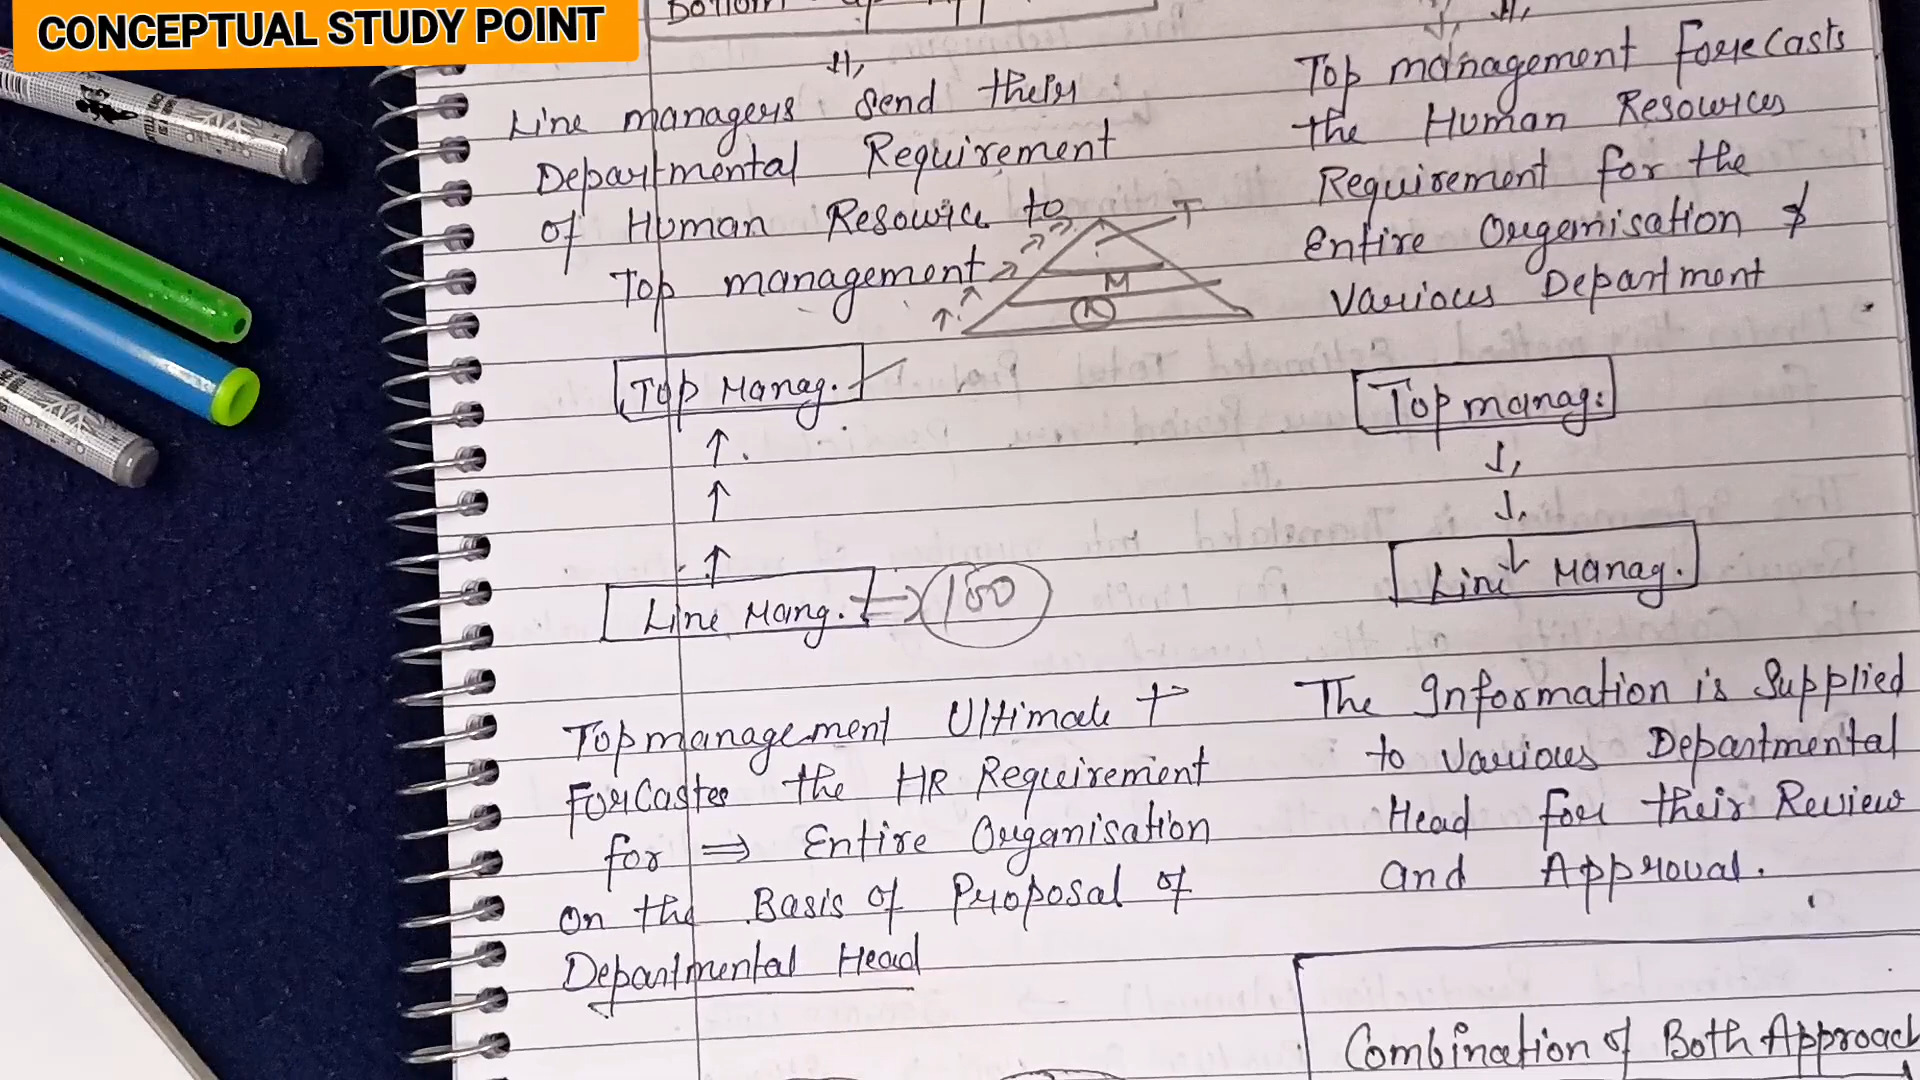 CONCEPTUAL STUDY POINT
Line managers send their
Departmental Requirement
of Human Resource to
Top management
T
M
Top Manag.
Line Mang. ⇒ 150
Topmanagement Ultimate
ForCastes the HR Requirement
for ⇒ Entire Organisation
on the Basis of Proposal of
Departmental Head
Top management Forecasts
the Human Resources
Requirement for the
Entire Organisation &
various Department
Top manag.
Line Manag.
The Information is Supplied
to various Departmental
Head for their Review
and Approval.
Combination of Both Approach